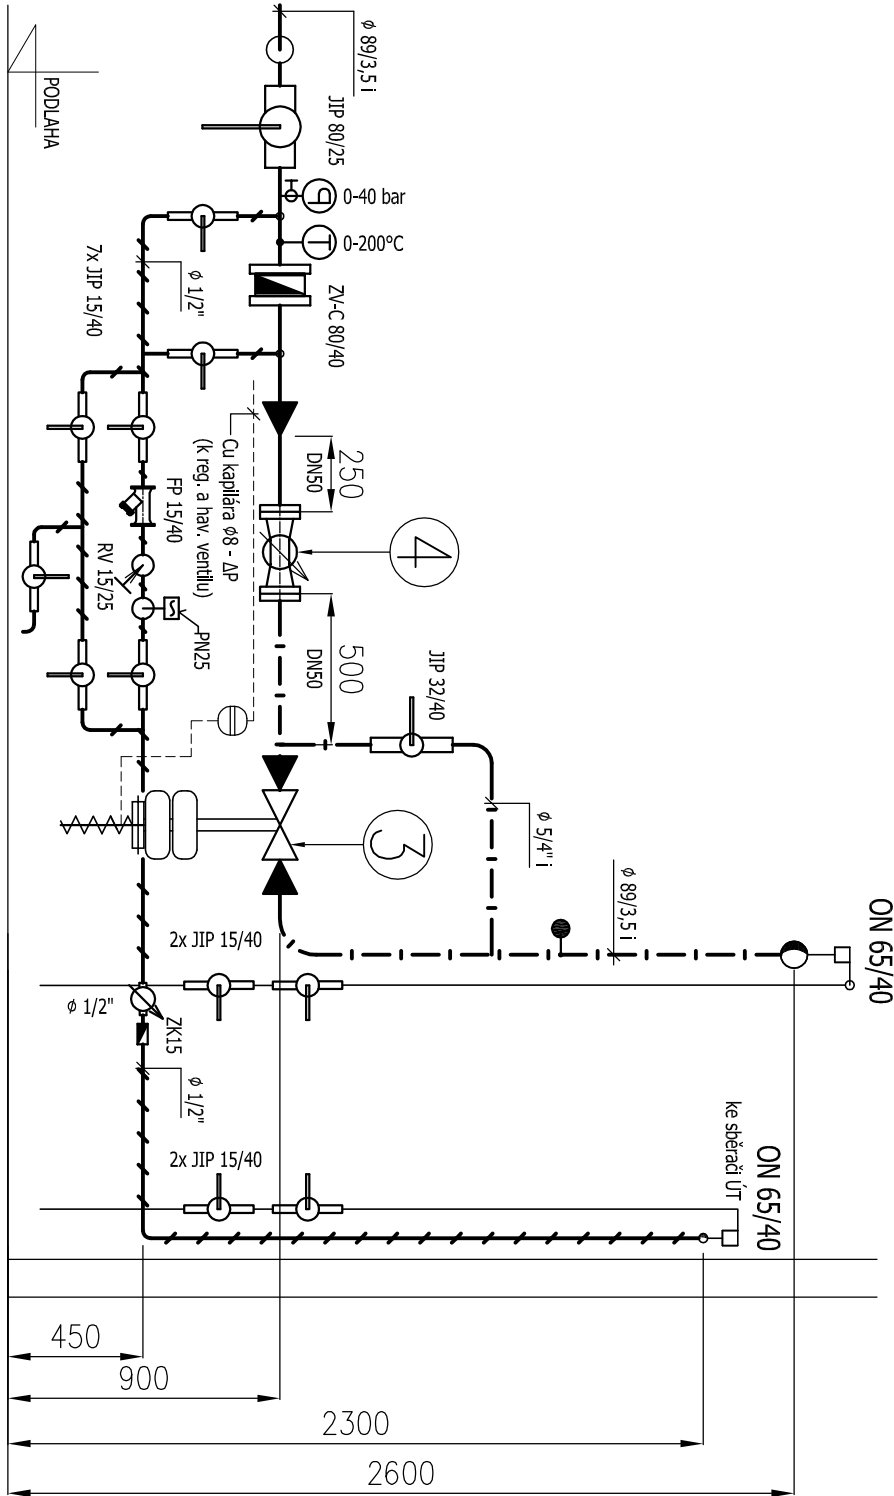 ø 89/3,5 i
PODLAHA
JIP 80/25
P
0-40 bar
T
0-200°C
ø 1/2"
7x JIP 15/40
ZV-C 80/40
Cu kapilára ø8 - ΔP
(k reg. a hav. ventilu)
250
DN50
4
FP 15/40
RV 15/25
PN25
500
DN50
JIP 32/40
ø 5/4" i
3
ø 89/3,5 i
ON 65/40
2x JIP 15/40
ø 1/2"
ZK15
ø 1/2"
2x JIP 15/40
ke sběrači ÚT
ON 65/40
450
900
2300
2600